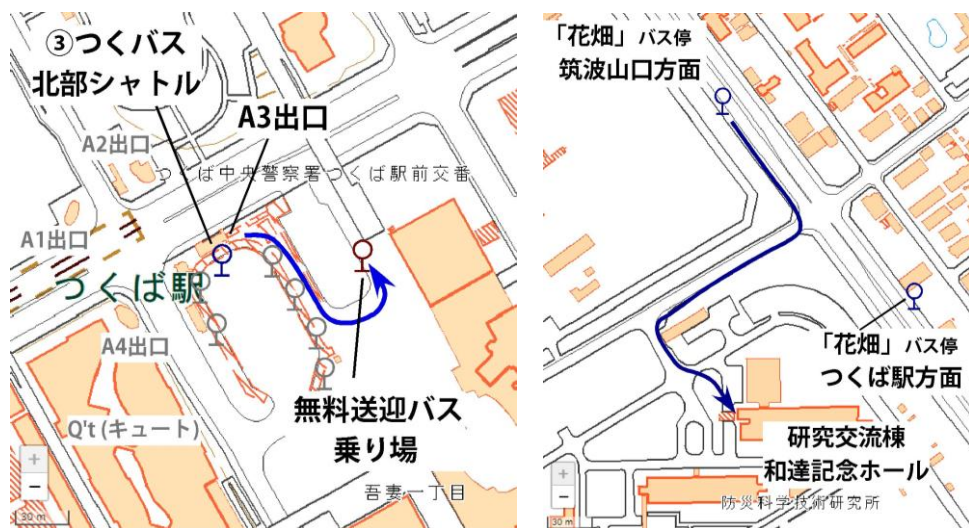 ③つくバス
北部シャトル
A3出口
A2出口
つくば中央警察署つくば駅前交番
A1出口
つくば駅
A4出口
Q't (キュート)
無料送迎バス
乗り場
吾妻一丁目
+
−
30 m
「花畑」バス停
筑波山口方面
「花畑」バス停
つくば駅方面
研究交流棟
和達記念ホール
防災科学技術研究所
+
−
30 m